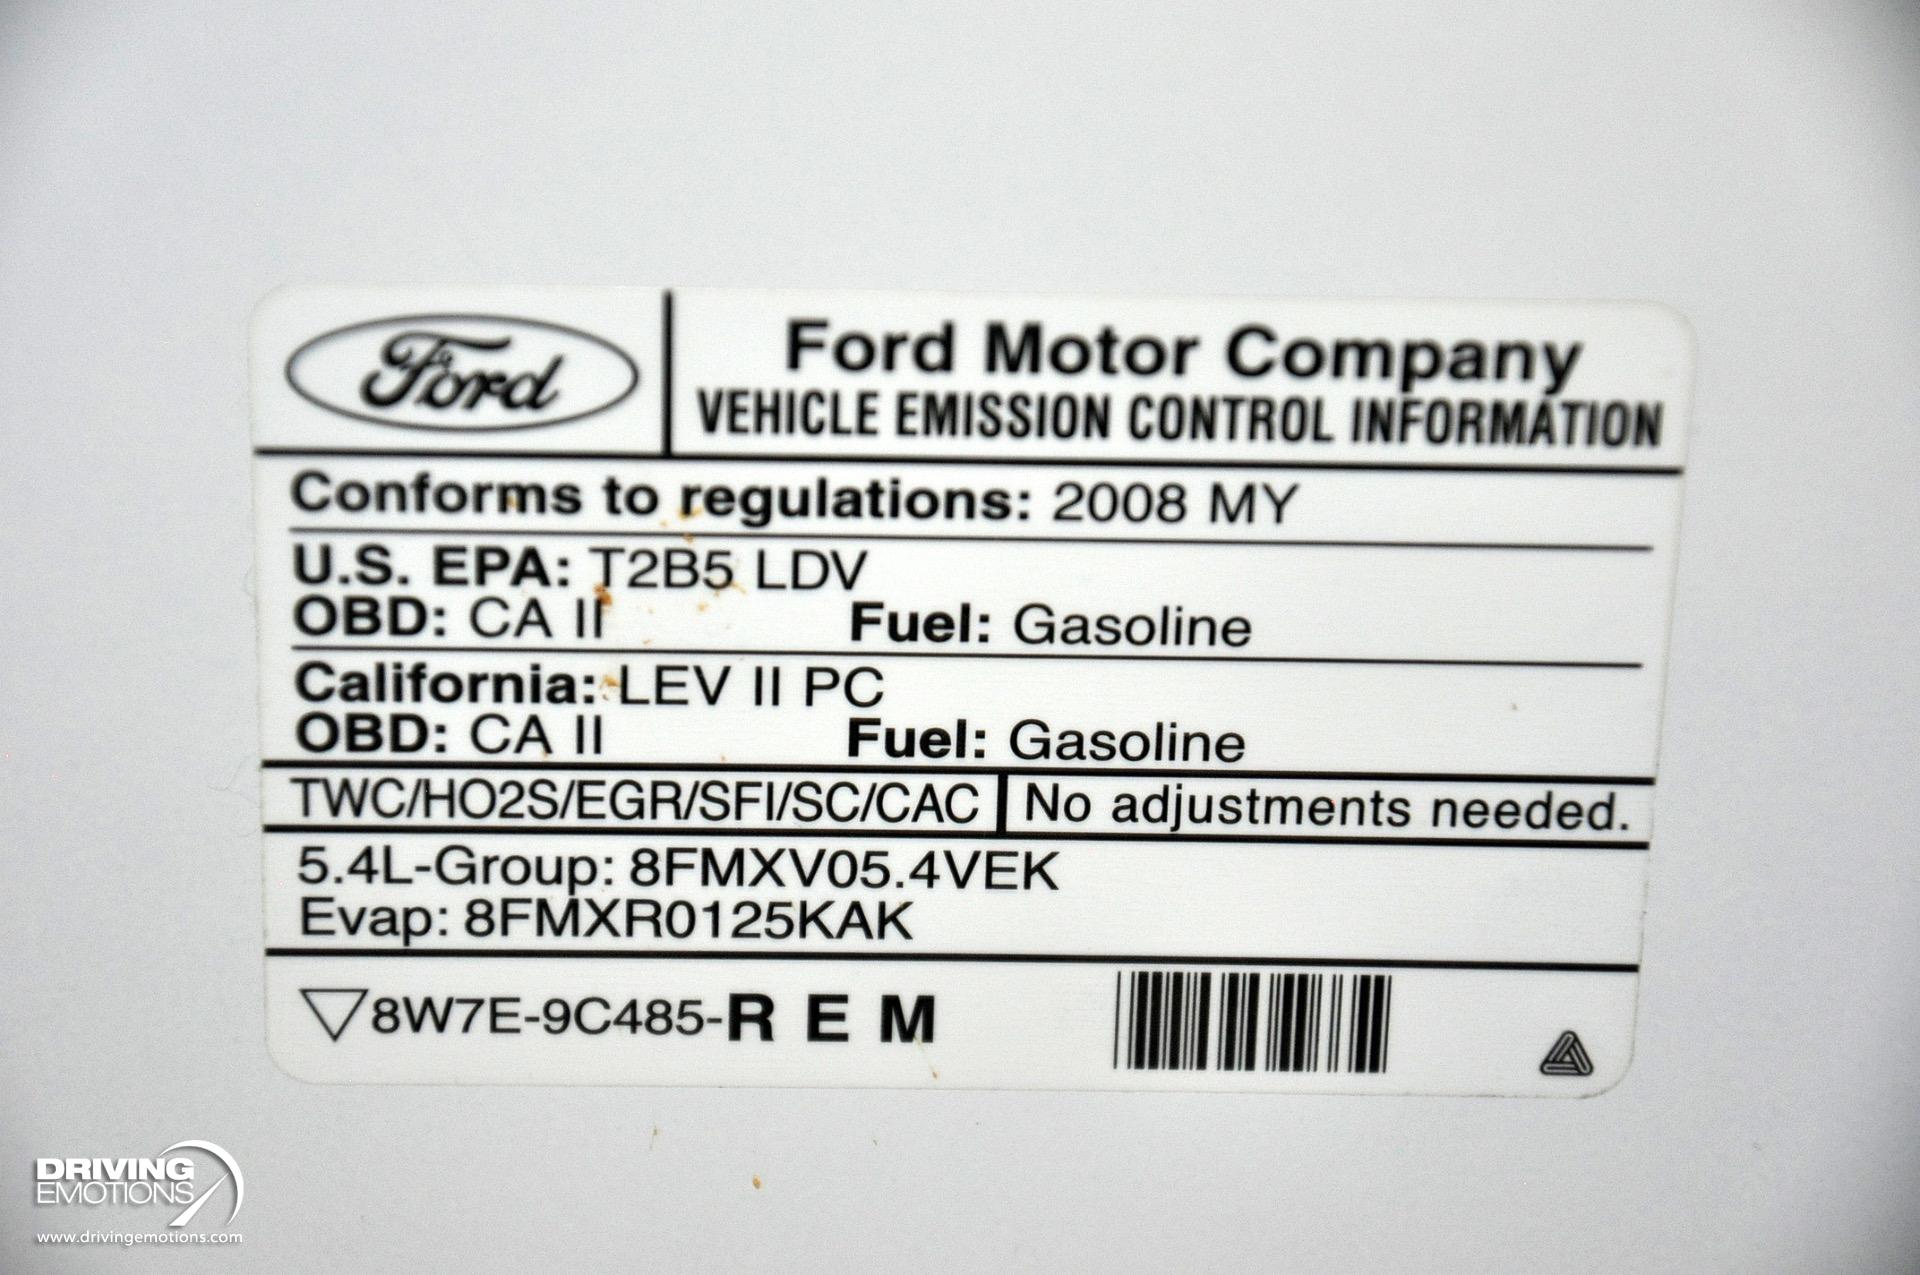 Ford
Ford Motor Company
VEHICLE EMISSION CONTROL INFORMATION
Conforms to regulations: 2008 MY
U.S. EPA: T2B5 LDV
OBD: CA II Fuel: Gasoline
California: LEV II PC
OBD: CA II Fuel: Gasoline
TWC/HO2S/EGR/SFI/SC/CAC No adjustments needed.
5.4L-Group: 8FMXV05.4VEK
Evap: 8FMXR0125KAK
8W7E-9C485-R E M
DRIVING
EMOTIONS
www.drivingemotions.com